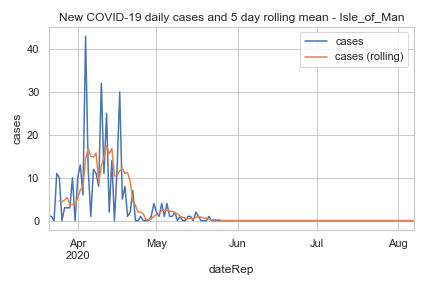 New COVID-19 daily cases and 5 day rolling mean - Isle_of_Man
cases
cases (rolling)
cases
40
30
20
10
0
Apr
2020
May
Jun
Jul
Aug
dateRep